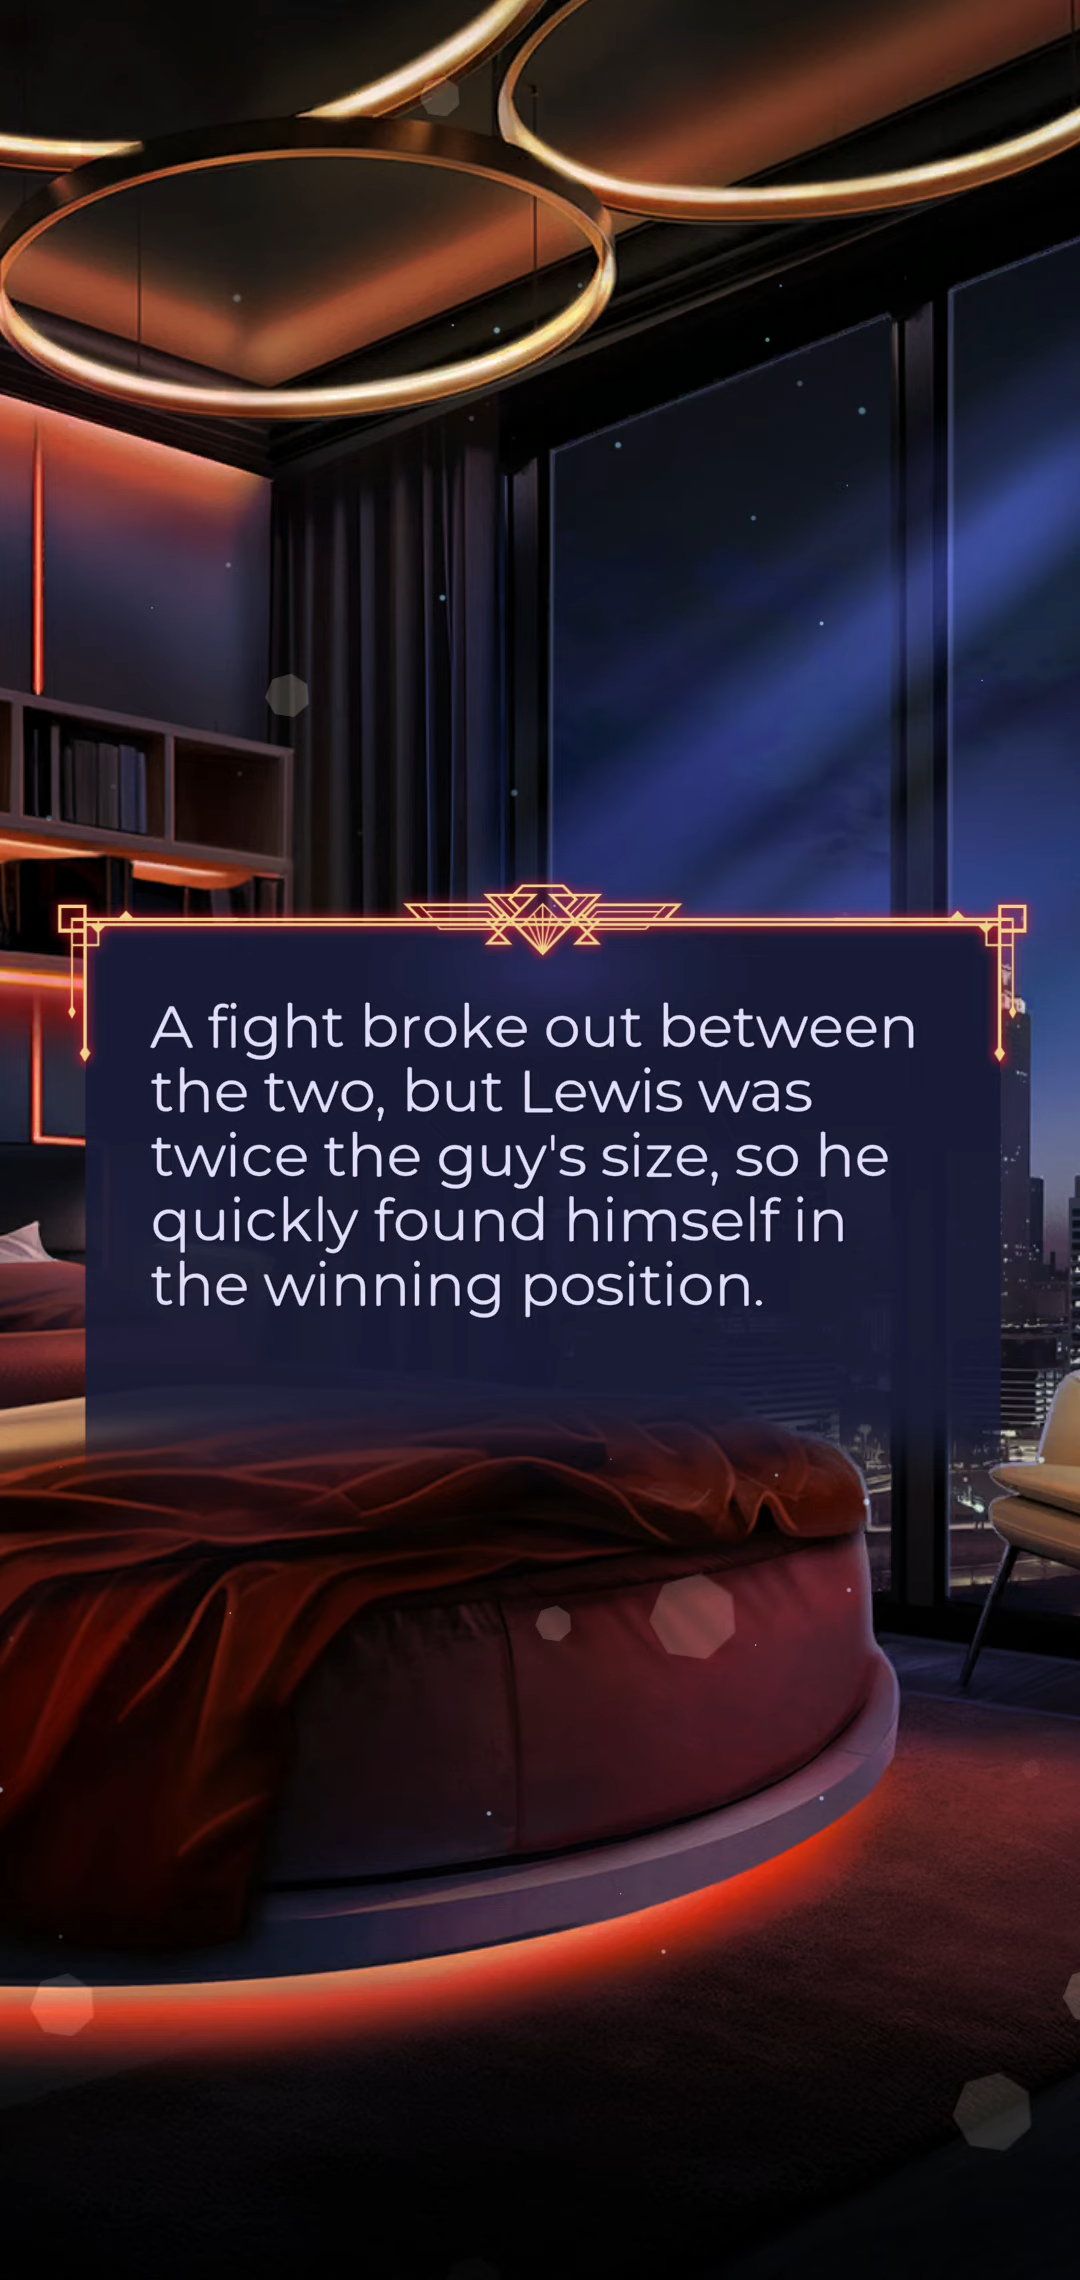 A fight broke out between
the two, but Lewis was
twice the guy's size, so he
quickly found himself in
the winning position.